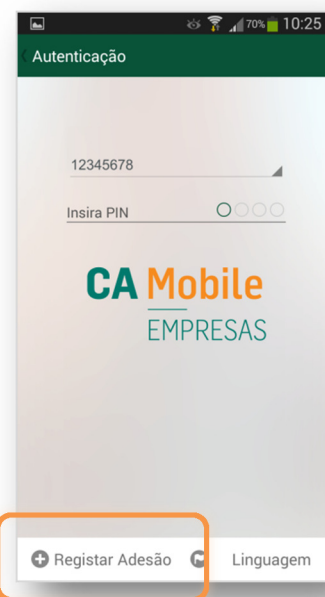 70% 10:25
Autenticação
12345678
Insira PIN
CA Mobile
EMPRESAS
Registar Adesão Linguagem